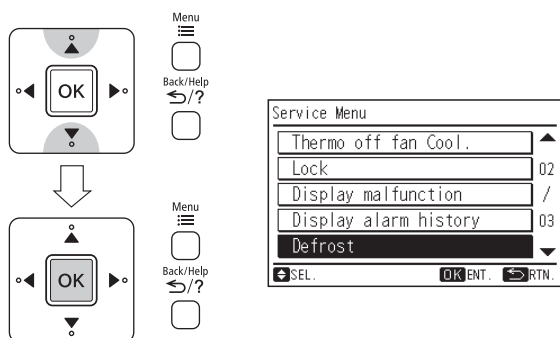 Menu
OK
Back/Help
?
Menu
OK
Back/Help
?
Service Menu
Thermo off fan Cool.
Lock
02
Display malfunction
/
Display alarm history
03
Defrost
SEL. OK ENT. RTN.